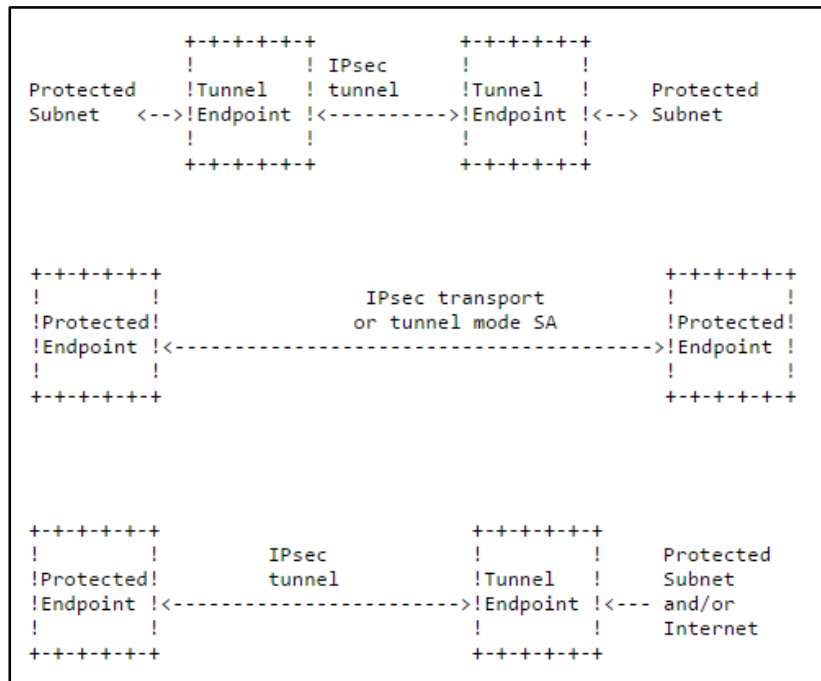 +-+-+-+-+-+            +-+-+-+-+-+
            !         ! IPsec      !         !
Protected   !Tunnel   ! tunnel     !Tunnel   !     Protected
Subnet  <-->!Endpoint !<---------->!Endpoint !<--> Subnet
            !         !            !         !
            +-+-+-+-+-+            +-+-+-+-+-+
+-+-+-+-+-+                                          +-+-+-+-+-+
!         !                IPsec transport           !         !
!Protected!               or tunnel mode SA          !Protected!
!Endpoint !<---------------------------------------->!Endpoint !
!         !                                          !         !
+-+-+-+-+-+                                          +-+-+-+-+-+
+-+-+-+-+-+                          +-+-+-+-+-+
!         !         IPsec            !         !     Protected
!Protected!         tunnel           !Tunnel   !     Subnet
!Endpoint !<------------------------>!Endpoint !<--- and/or
!         !                          !         !     Internet
+-+-+-+-+-+                          +-+-+-+-+-+